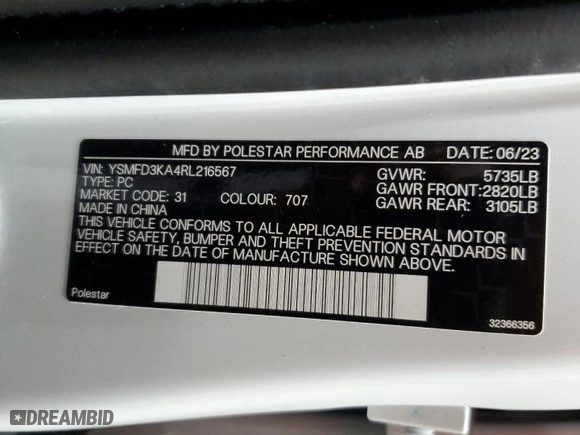 MFD BY POLESTAR PERFORMANCE AB DATE: 06/23
VIN: YSMFD3KA4RL216567 GVWR: 5735LB
TYPE: PC GAWR FRONT:2820LB
MARKET CODE: 31 COLOUR: 707 GAWR REAR: 3105LB
MADE IN CHINA
THIS VEHICLE CONFORMS TO ALL APPLICABLE FEDERAL MOTOR
VEHICLE SAFETY, BUMPER AND THEFT PREVENTION STANDARDS IN
EFFECT ON THE DATE OF MANUFACTURE SHOWN ABOVE.
Polestar 32366356
DREAMBID